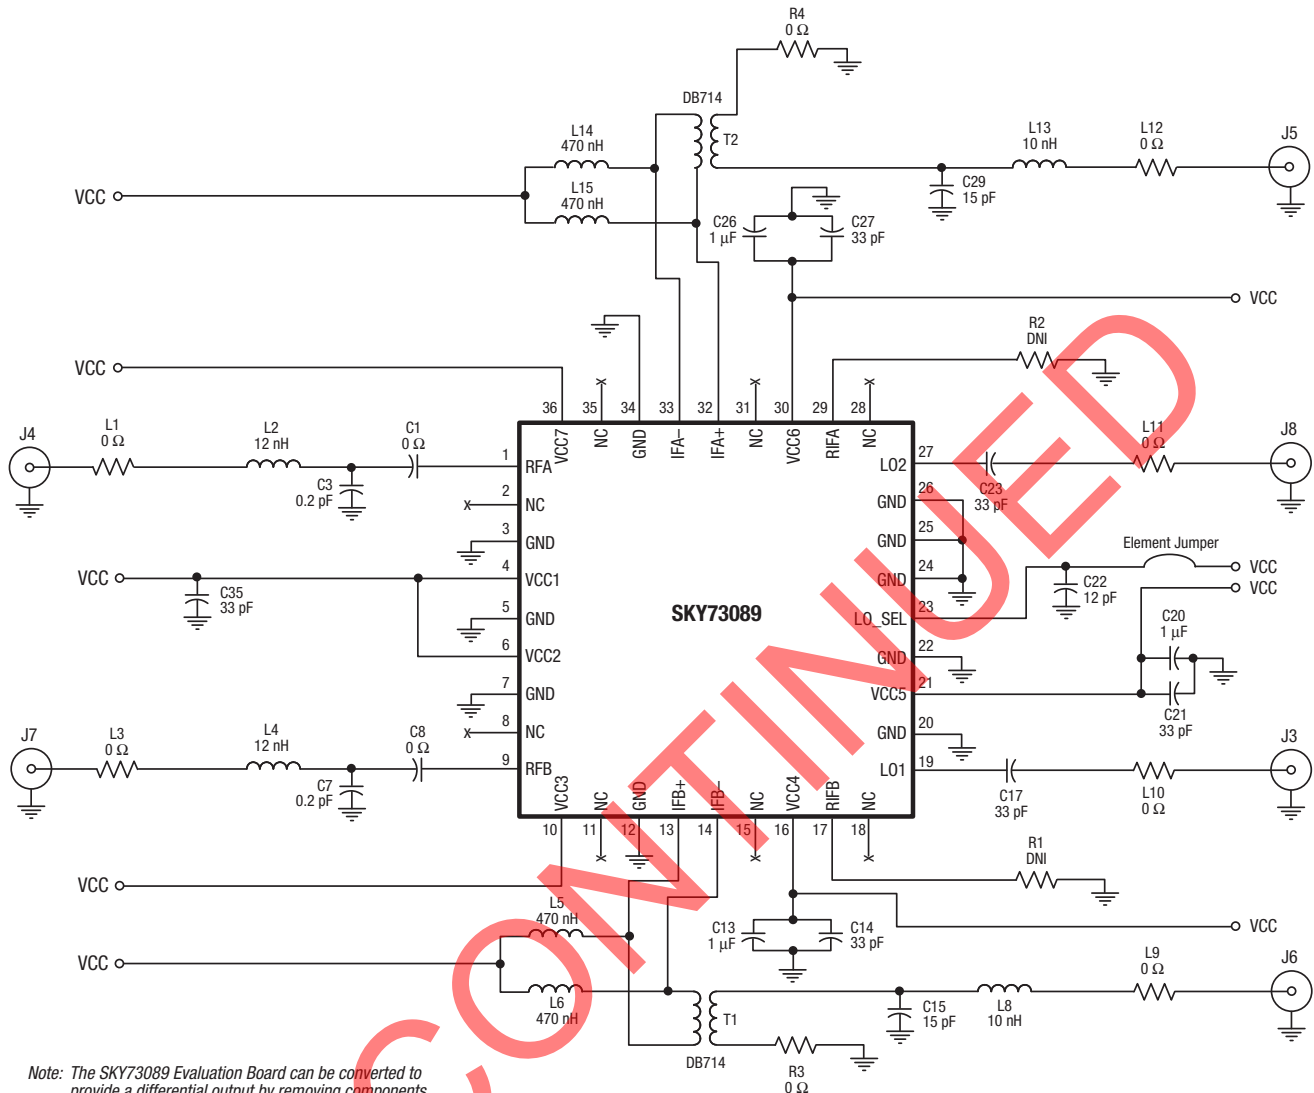 R4
0 Ω
DB714
T2
L14
470 nH
L15
470 nH
VCC
L13
10 nH
L12
0 Ω
J5
C29
15 pF
C26
1 μF
C27
33 pF
VCC
R2
DNI
VCC
36
35
34
33
32
31
30
29
28
VCC7
NC
GND
IFA–
IFA+
NC
VCC6
RIFA
NC
J4
L1
0 Ω
L2
12 nH
C1
0 Ω
C3
0.2 pF
1
RFA
2
NC
3
GND
VCC
C35
33 pF
4
VCC1
5
GND
6
VCC2
7
GND
8
NC
J7
L3
0 Ω
L4
12 nH
C8
0 Ω
C7
0.2 pF
9
RFB
SKY73089
LO2
27
C23
33 pF
L11
0 Ω
J8
GND
26
GND
25
GND
24
LO_SEL
23
Element Jumper
VCC
VCC
C22
12 pF
GND
22
C20
1 μF
VCC5
21
C21
33 pF
GND
20
LO1
19
C17
33 pF
L10
0 Ω
J3
VCC3
NC
GND
IFB+
IFB–
NC
VCC4
RIFB
NC
10
11
12
13
14
15
16
17
18
R1
DNI
VCC
L5
470 nH
VCC
L6
470 nH
C13
1 μF
C14
33 pF
VCC
T1
DB714
C15
15 pF
L8
10 nH
L9
0 Ω
J6
R3
0 Ω
Note: The SKY73089 Evaluation Board can be converted to
provide a differential output by removing components
CONTINUED